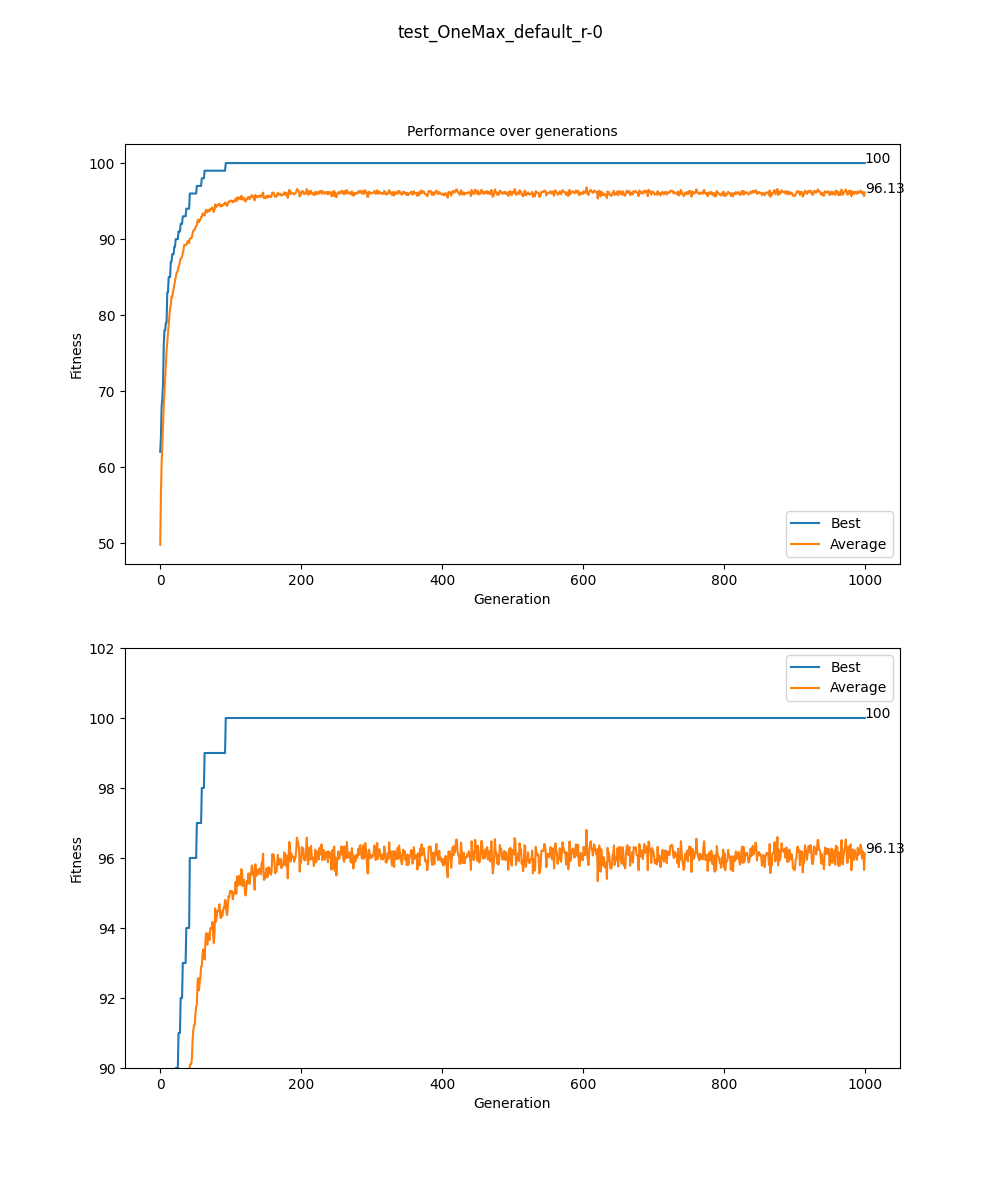 test_OneMax_default_r-0
Performance over generations
100
90
80
70
60
50
Fitness
100
96.13
Best
Average
0 200 400 600 800 1000
Generation
102
100
98
96
94
92
90
Fitness
Best
Average
100
96.13
0 200 400 600 800 1000
Generation